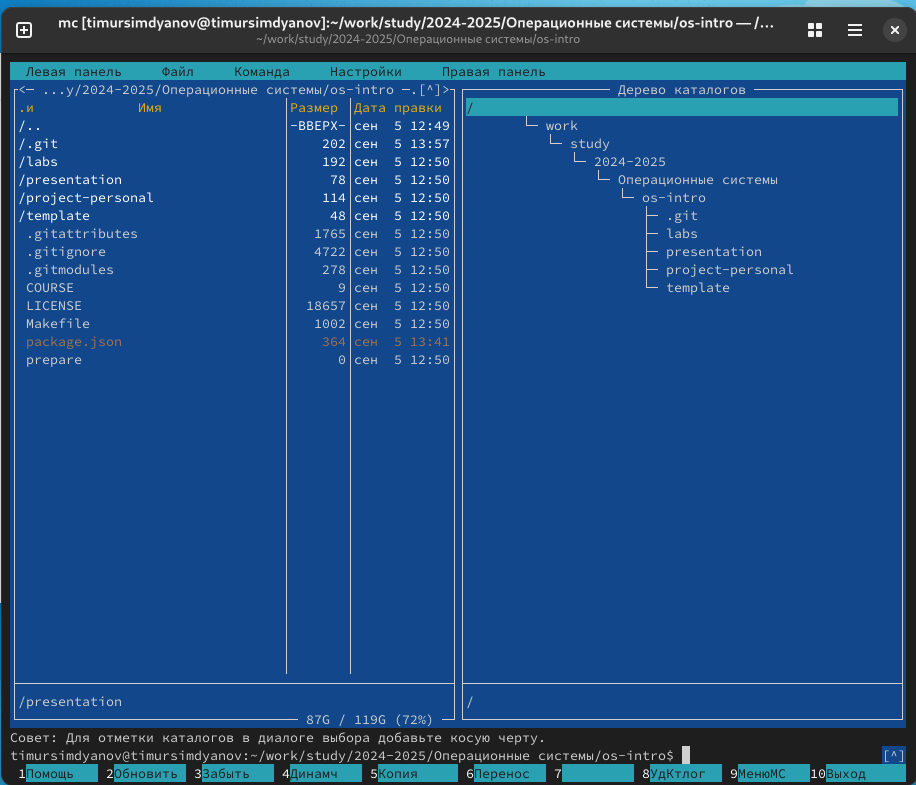 mc [timursimdyanov@timursimdyanov]:~/work/study/2024-2025/Операционные системы/os-intro — /...
~/work/study/2024-2025/Операционные системы/os-intro
Левая панель Файл Команда Настройки Правая панель
<— ...y/2024-2025/Операционные системы/os-intro —.[^]>
.и Имя Размер Дата правки
/.. -ВВЕРХ- сен 5 12:49
/.git 202 сен 5 13:57
/labs 192 сен 5 12:50
/presentation 78 сен 5 12:50
/project-personal 114 сен 5 12:50
/template 48 сен 5 12:50
.gitattributes 1765 сен 5 12:50
.gitignore 4722 сен 5 12:50
.gitmodules 278 сен 5 12:50
COURSE 9 сен 5 12:50
LICENSE 18657 сен 5 12:50
Makefile 1002 сен 5 12:50
package.json 364 сен 5 13:41
prepare 0 сен 5 12:50
/presentation
87G / 119G (72%)
Дерево каталогов
/
work
study
2024-2025
Операционные системы
os-intro
.git
labs
presentation
project-personal
template
/
Совет: Для отметки каталогов в диалоге выбора добавьте косую черту.
timursimdyanov@timursimdyanov:~/work/study/2024-2025/Операционные системы/os-intro$ [^]
1Помощь 2Обновить 3Забыть 4Динамч 5Копия 6Перенос 7 8УдКтлог 9МенюMC 10Выход